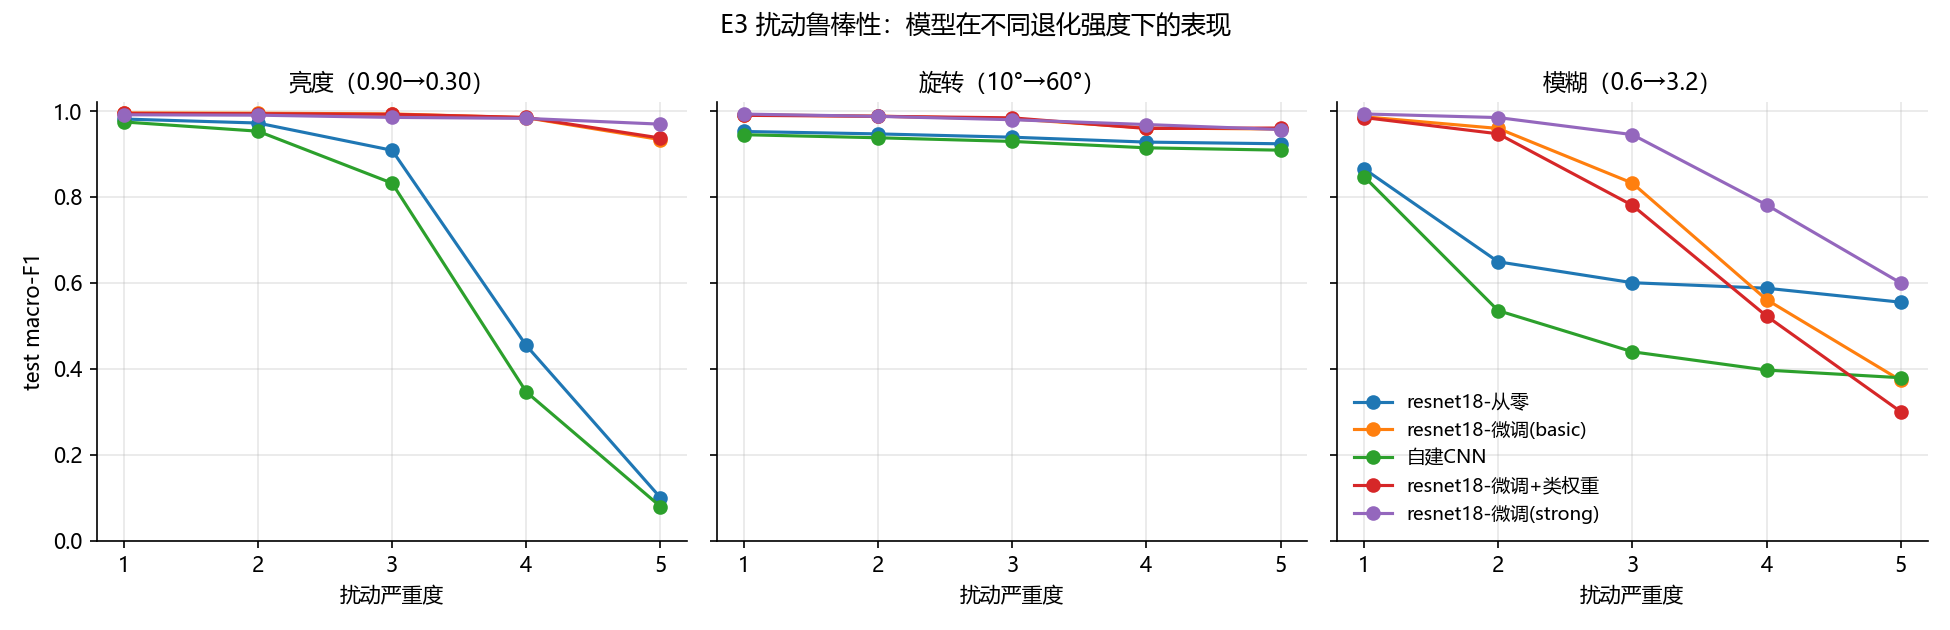 E3 扰动鲁棒性：模型在不同退化强度下的表现
亮度（0.90→0.30）
旋转（10°→60°）
模糊（0.6→3.2）
test macro-F1
1.0
0.8
0.6
0.4
0.2
0.0
1 2 3 4 5
扰动严重度
1 2 3 4 5
扰动严重度
resnet18-从零
resnet18-微调(basic)
自建CNN
resnet18-微调+类权重
resnet18-微调(strong)
1 2 3 4 5
扰动严重度